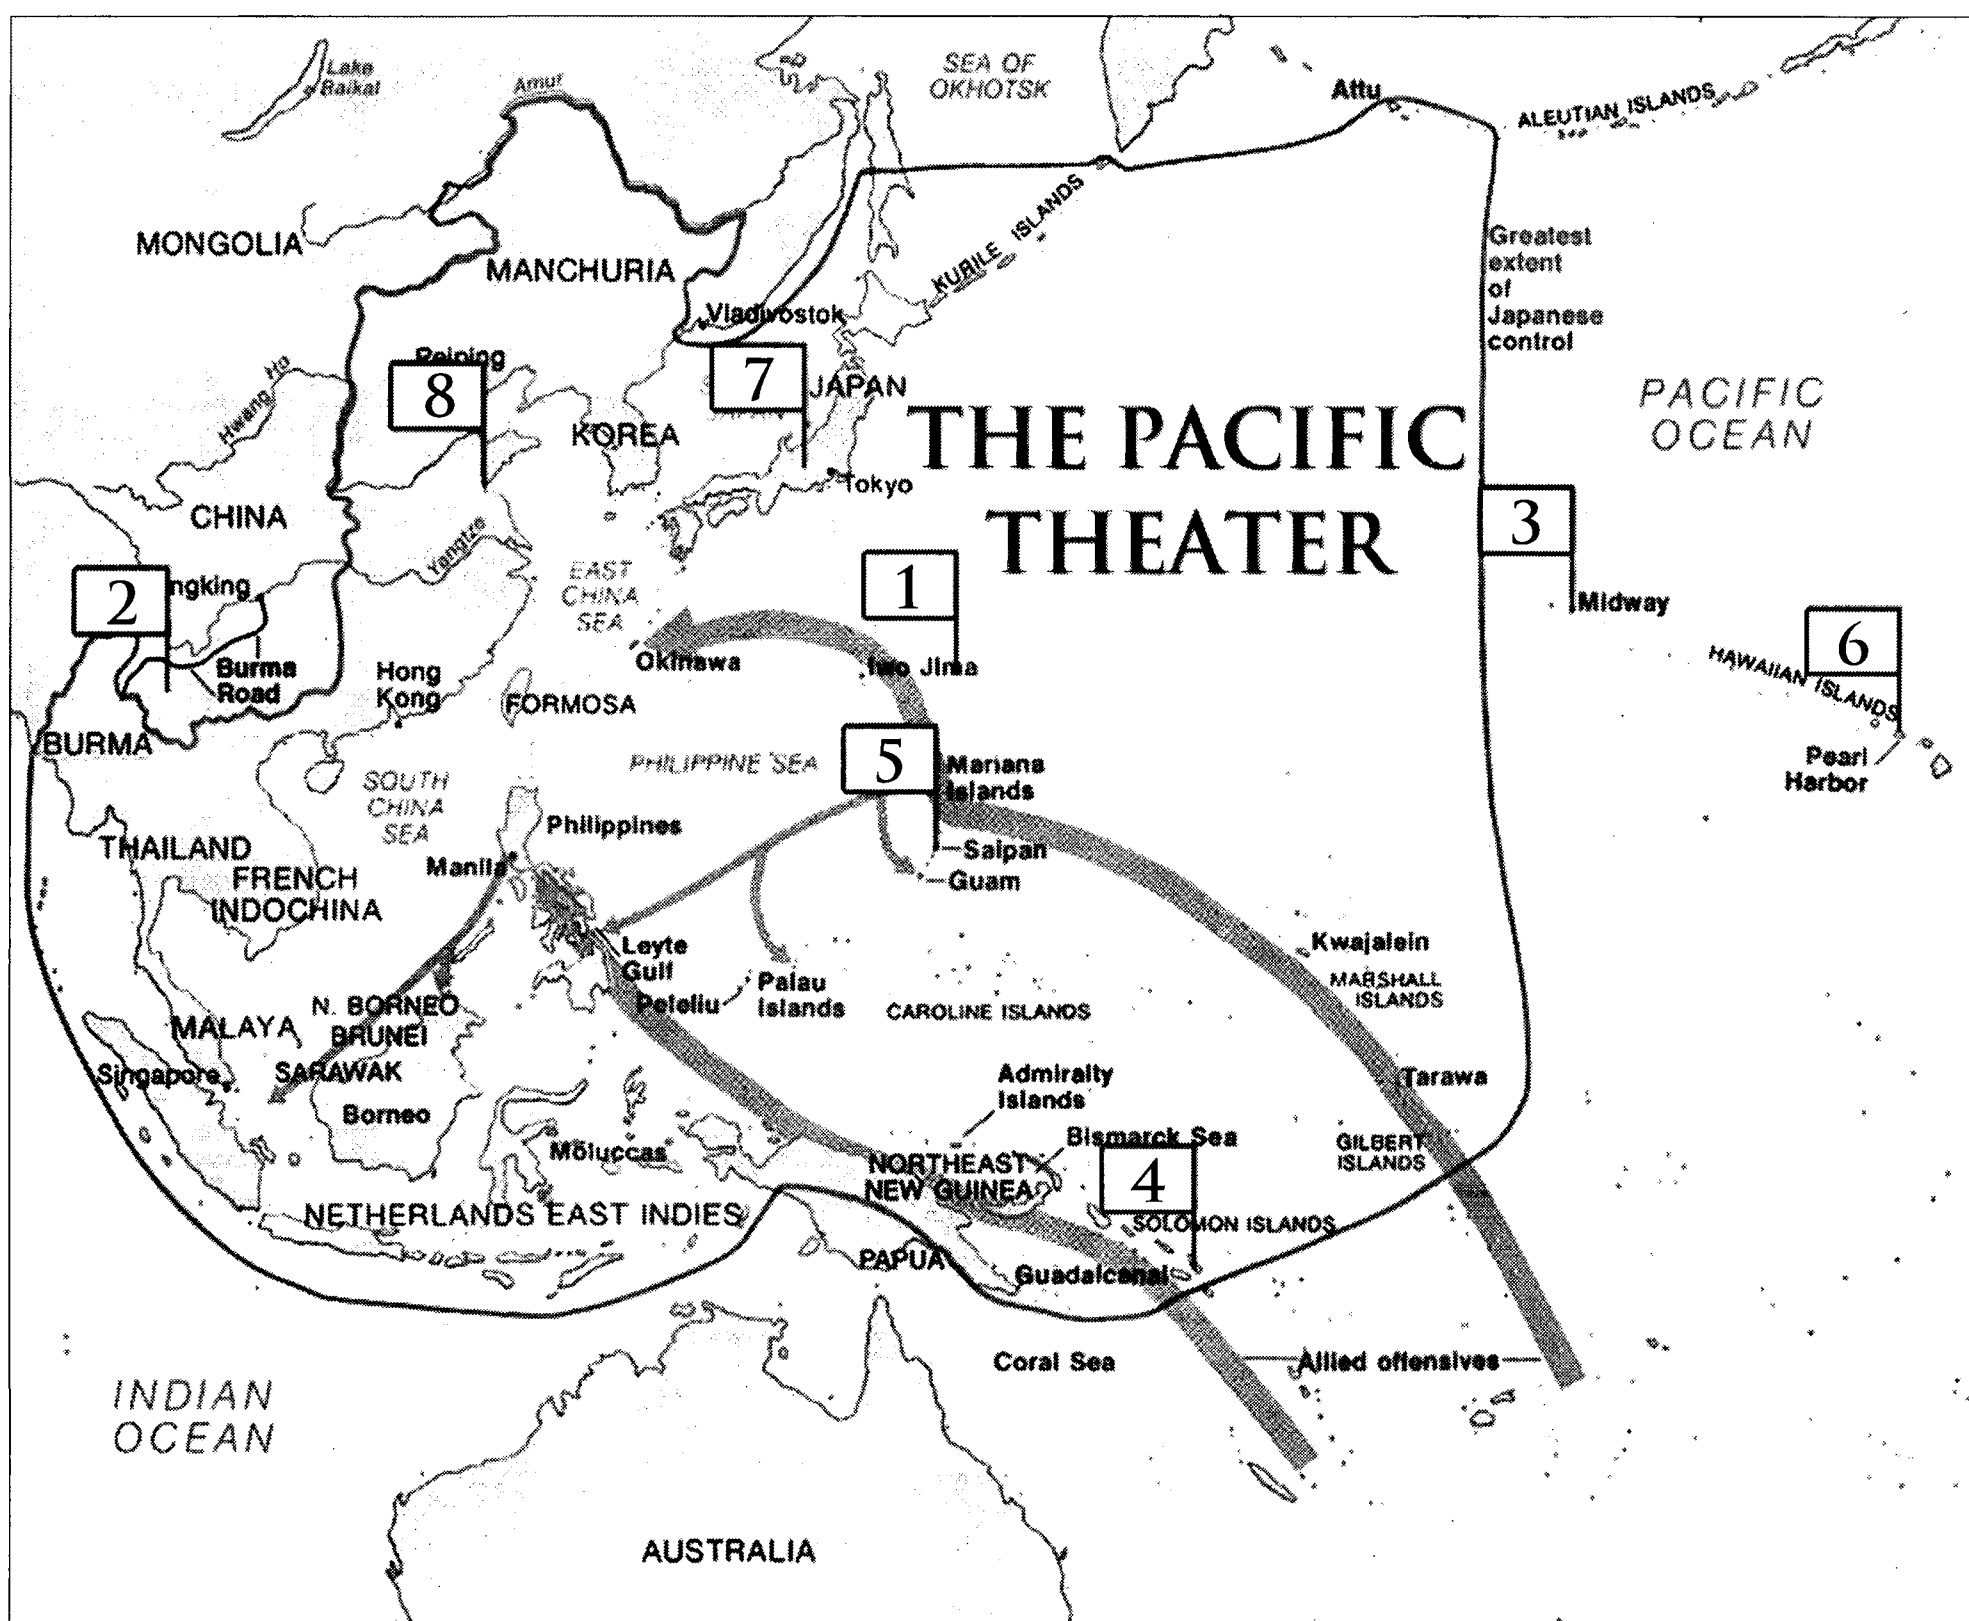 Lake
Baikal
Amur
SEA OF
OKHOTSK
Attu
ALEUTIAN ISLANDS
MONGOLIA
MANCHURIA
KURILE ISLANDS
Greatest
extent
of
Japanese
control
Vladivostok
Peiping
8
7
JAPAN
Hwang Ho
KOREA
THE PACIFIC
THEATER
PACIFIC
OCEAN
Tokyo
CHINA
Yangtze
3
EAST
CHINA
SEA
1
2
ngking
Midway
6
HAWAIIAN ISLANDS
Burma
Road
Hong
Kong
Okinawa
Iwo Jima
FORMOSA
BURMA
PHILIPPINE SEA
5
Mariana
Islands
Pearl
Harbor
SOUTH
CHINA
SEA
Philippines
THAILAND
Saipan
Manila
FRENCH
INDOCHINA
Guam
Leyte
Gulf
Kwajalein
MARSHALL
ISLANDS
Peleliu
Palau
Islands
CAROLINE ISLANDS
N. BORNEO
BRUNEI
MALAYA
Singapore
SARAWAK
Borneo
Admiralty
Islands
Tarawa
Moluccas
Bismarck Sea
GILBERT
ISLANDS
NORTHEAST
NEW GUINEA
4
NETHERLANDS EAST INDIES
SOLOMON ISLANDS
PAPUA
Guadalcanal
Coral Sea
Allied offensives
INDIAN
OCEAN
AUSTRALIA